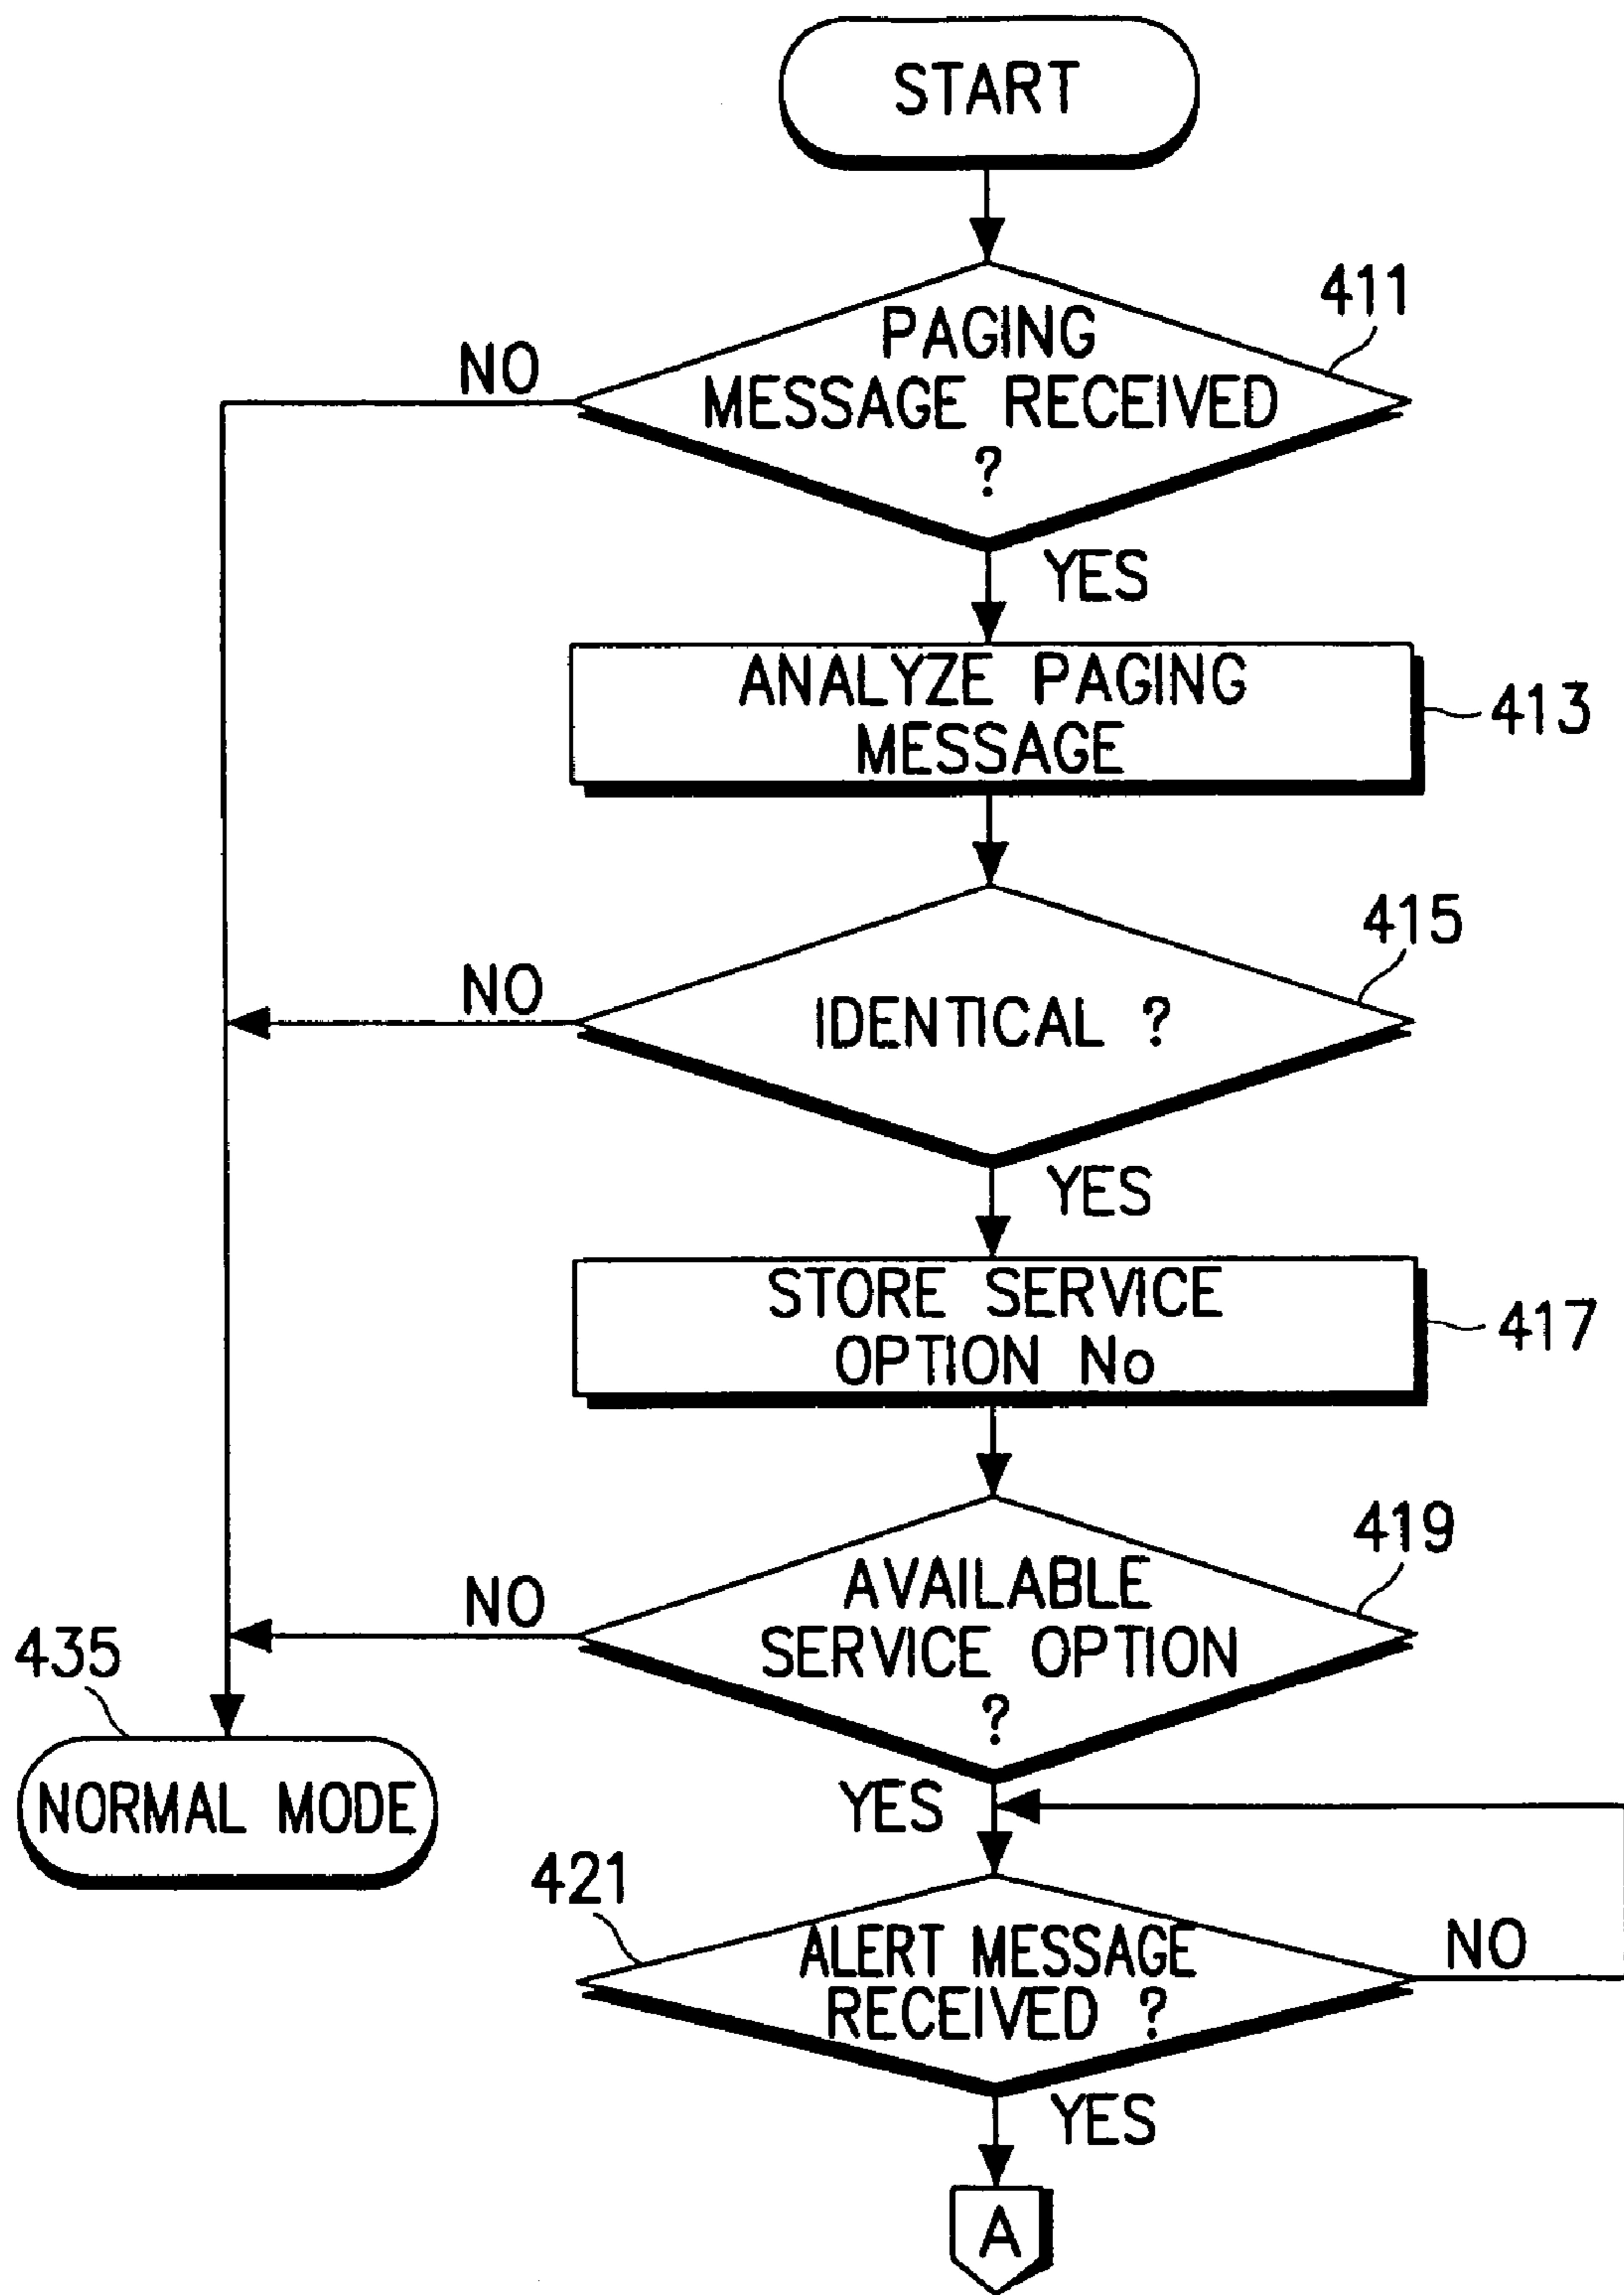 START
411
PAGING
MESSAGE RECEIVED
?
NO
YES
ANALYZE PAGING
MESSAGE
413
415
IDENTICAL ?
NO
YES
STORE SERVICE
OPTION No
417
419
AVAILABLE
SERVICE OPTION
?
NO
435
NORMAL MODE
YES
421
ALERT MESSAGE
RECEIVED ?
NO
YES
A